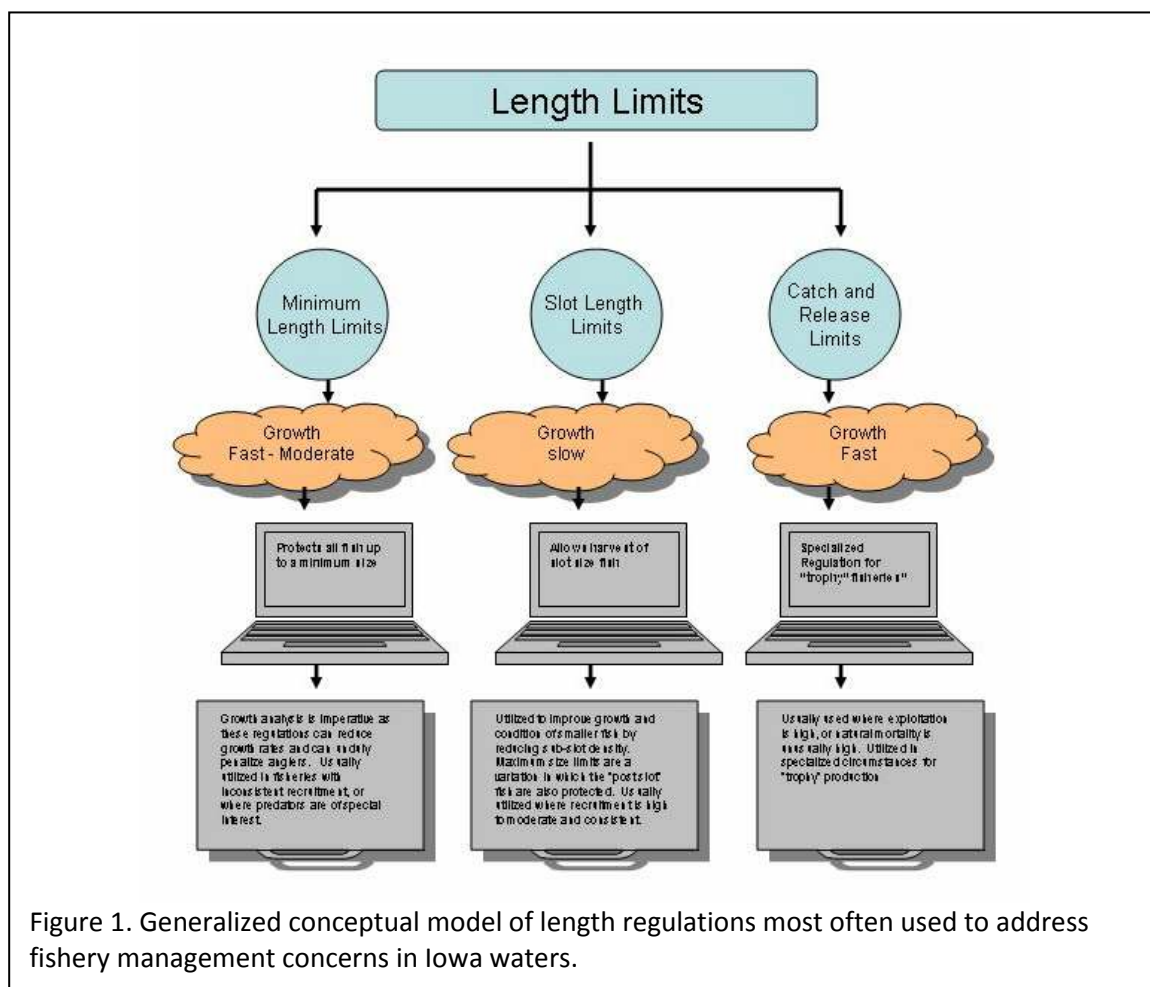 Length Limits
Minimum
Length Limits
Slot Length
Limits
Catch and
Release
Limits
Growth
Fast - Moderate
Growth
slow
Growth
Fast
Protects all fish up
to a minimum size
Allows harvest of
slot size fish
Specialized
Regulation for
"trophy" fisheries"
Growth analysis is imperative as
these regulations can reduce
growth rates and can unduly
penalize anglers. Usually
utilized in fisheries with
inconsistent recruitment, or
where predators are of special
interest.
Utilized to improve growth and
condition of smaller fish by
reducing sub-slot density.
Maximum size limits are a
variation in which the "post slot"
fish are also protected. Usually
utilized where recruitment is high
to moderate and consistent.
Usually used where exploitation
is high, or natural mortality is
unusually high. Utilized in
specialized circumstances for
"trophy" production
Figure 1. Generalized conceptual model of length regulations most often used to address
fishery management concerns in Iowa waters.